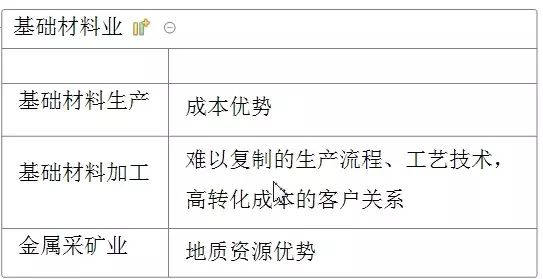 基础材料业
基础材料生产
成本优势
基础材料加工
难以复制的生产流程、工艺技术，
高转化成本的客户关系
金属采矿业
地质资源优势